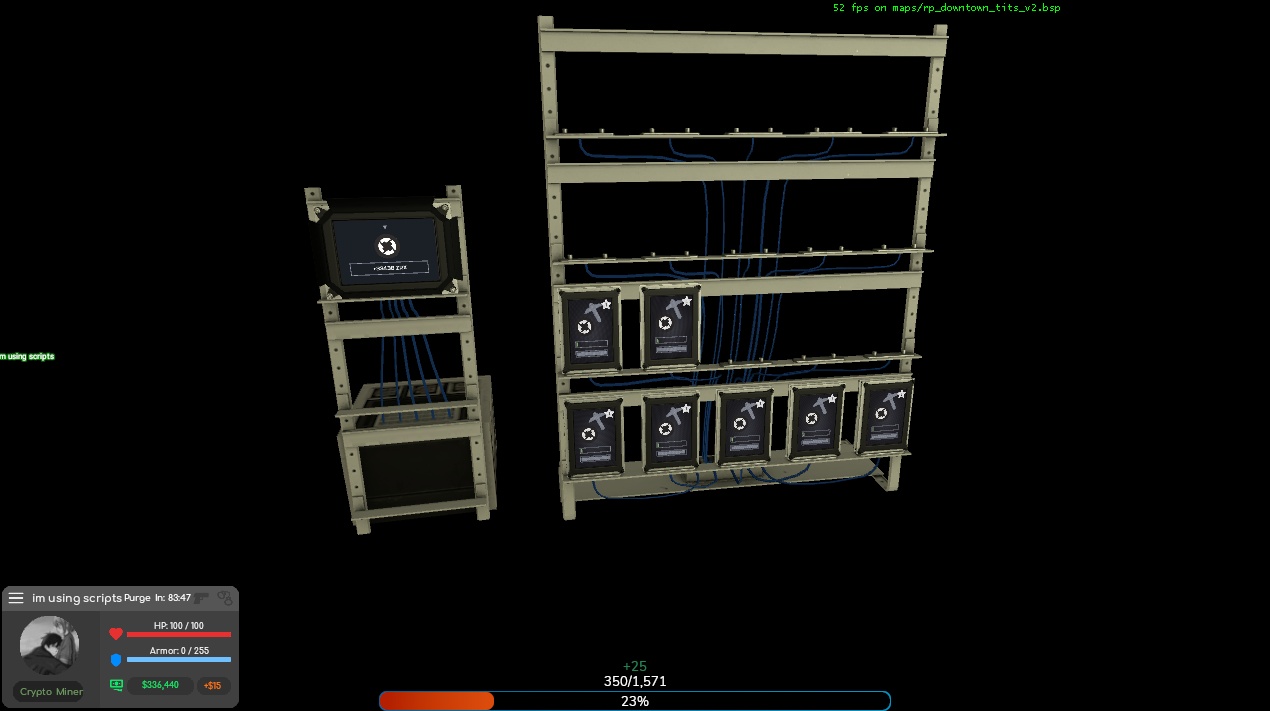 52 fps on maps/rp_downtown_tits_v2.bsp
m using scripts
im using scripts Purge In: 83:47
HP: 100 / 100
Armor: 0 / 255
$336,440 +$15
Crypto Miner
+25
350/1,571
23%